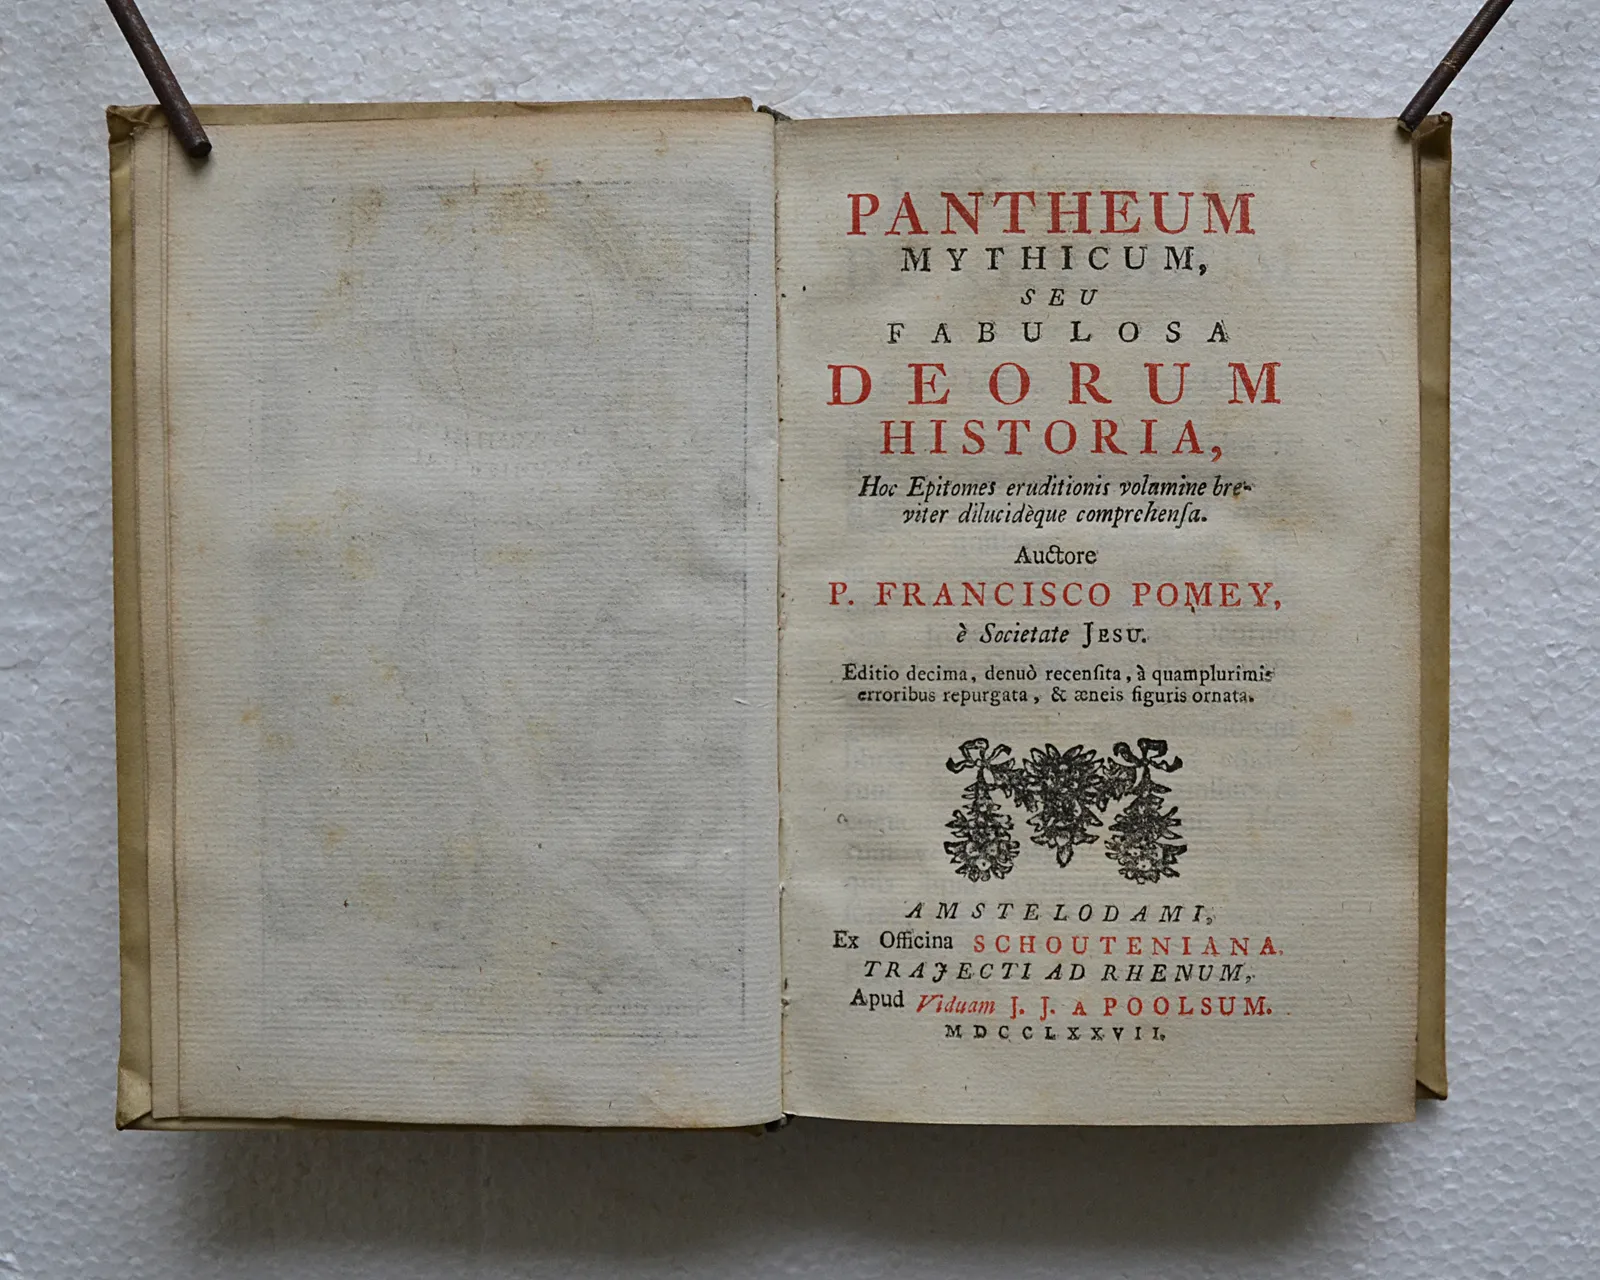 PANTHEUM
MYTHICUM,
SEU
FABULOSA
DEORUM
HISTORIA,
Hoc Epitomes eruditionis volumine bre-
viter dilucidèque comprehenſa.
Auctore
P. FRANCISCO POMEY,
è Societate JESU.
Editio decima, denuò recenſita, à quamplurimis
erroribus repurgata, & æneis figuris ornata.
AMSTELODAMI,
Ex Officina SCHOUTENIANA.
TRAJECTI AD RHENUM,
Apud Viduam J. J. A POOLSUM.
MDCCLXXVII.